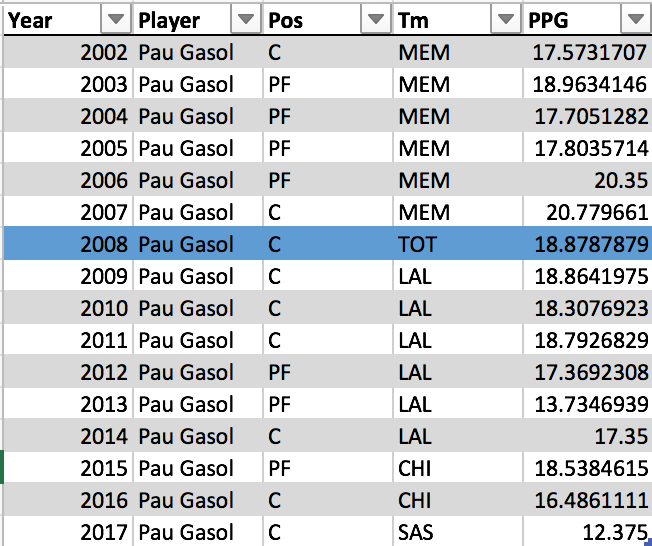 Year Player Pos Tm PPG
2002 Pau Gasol C MEM 17.5731707
2003 Pau Gasol PF MEM 18.9634146
2004 Pau Gasol PF MEM 17.7051282
2005 Pau Gasol PF MEM 17.8035714
2006 Pau Gasol PF MEM 20.35
2007 Pau Gasol C MEM 20.779661
2008 Pau Gasol C TOT 18.8787879
2009 Pau Gasol C LAL 18.8641975
2010 Pau Gasol C LAL 18.3076923
2011 Pau Gasol C LAL 18.7926829
2012 Pau Gasol PF LAL 17.3692308
2013 Pau Gasol PF LAL 13.7346939
2014 Pau Gasol C LAL 17.35
2015 Pau Gasol PF CHI 18.5384615
2016 Pau Gasol C CHI 16.4861111
2017 Pau Gasol C SAS 12.375